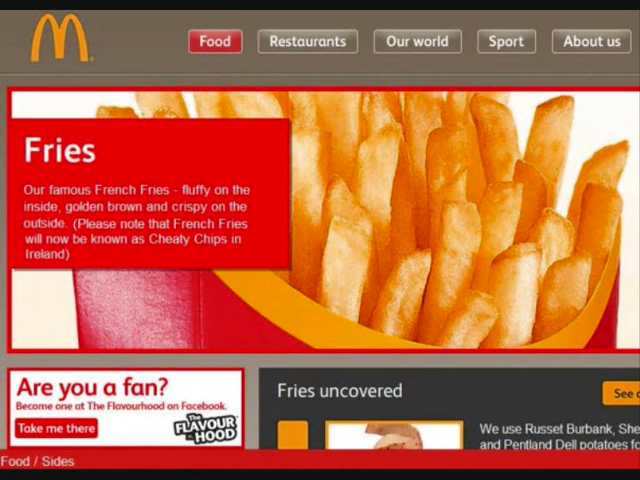 Food
Restaurants
Our world
Sport
About us
Fries
Our famous French Fries - fluffy on the
inside, golden brown and crispy on the
outside. (Please note that French Fries
will now be known as Cheaty Chips in
Ireland)
Are you a fan?
Become one at The Flavourhood on Facebook.
Take me there
The
FLAVOUR
HOOD
Fries uncovered
See
We use Russet Burbank, She
and Pentland Dell potatoes fo
Food / Sides